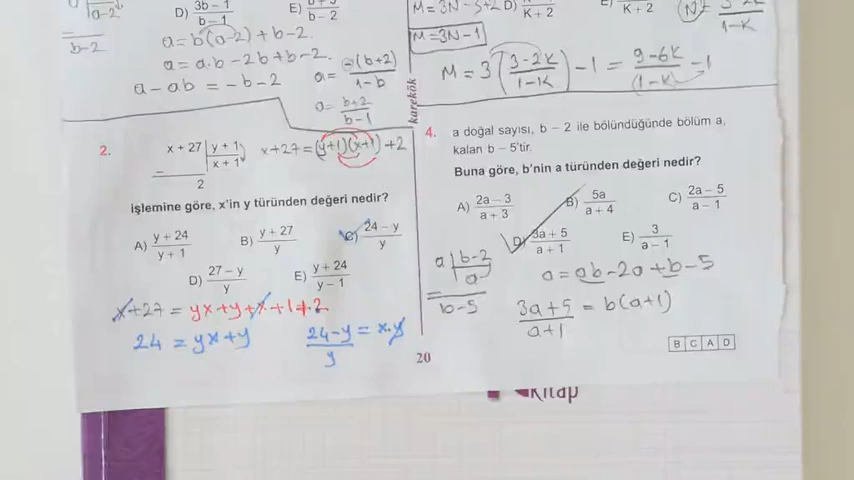 D) 3b-1/b-1
E) b+3/b-2
b-2
a=b(a-2)+b-2
a=a.b-2b+b-2
a-ab=-b-2
a=-(b+2)/1-b
a=b+2/b-1
M=3N-3+2
D)
K+2
K+2
1-K
M=3N-1
M=3(3-2K/1-K)-1=9-6K/(1-K)-1
karekök
2.
x+27 | y+1
x+1
-
2
x+27=(y+1)(x+1)+2
işlemine göre, x'in y türünden değeri nedir?
A) y+24/y+1
B) y+27/y
C) 24-y/y
D) 27-y/y
E) y+24/y-1
x+27=yx+y+x+1+2
24=yx+y
24-y/y=x.y
4.
a doğal sayısı, b-2 ile bölündüğünde bölüm a,
kalan b-5'tir.
Buna göre, b'nin a türünden değeri nedir?
A) 2a-3/a+3
B) 5a/a+4
C) 2a-5/a-1
D) 3a+5/a+1
E) 3/a-1
a | b-2
a
b-5
a=ab-2a+b-5
3a+5/a+1=b(a+1)
20
B C A D
Kitap